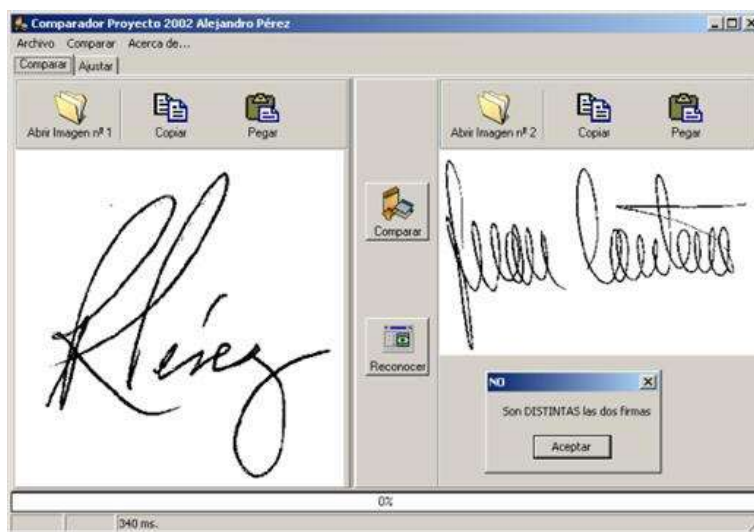 Comparador Proyecto 2002 Alejandro Pérez
Archivo Comparar Acerca de...
Comparar Ajustar
Abrir Imagen nº 1 Copiar Pegar
Abrir Imagen nº 2 Copiar Pegar
Comparar
Reconocer
Pérez
NO
Son DISTINTAS las dos firmas
Aceptar
0%
340 ms.